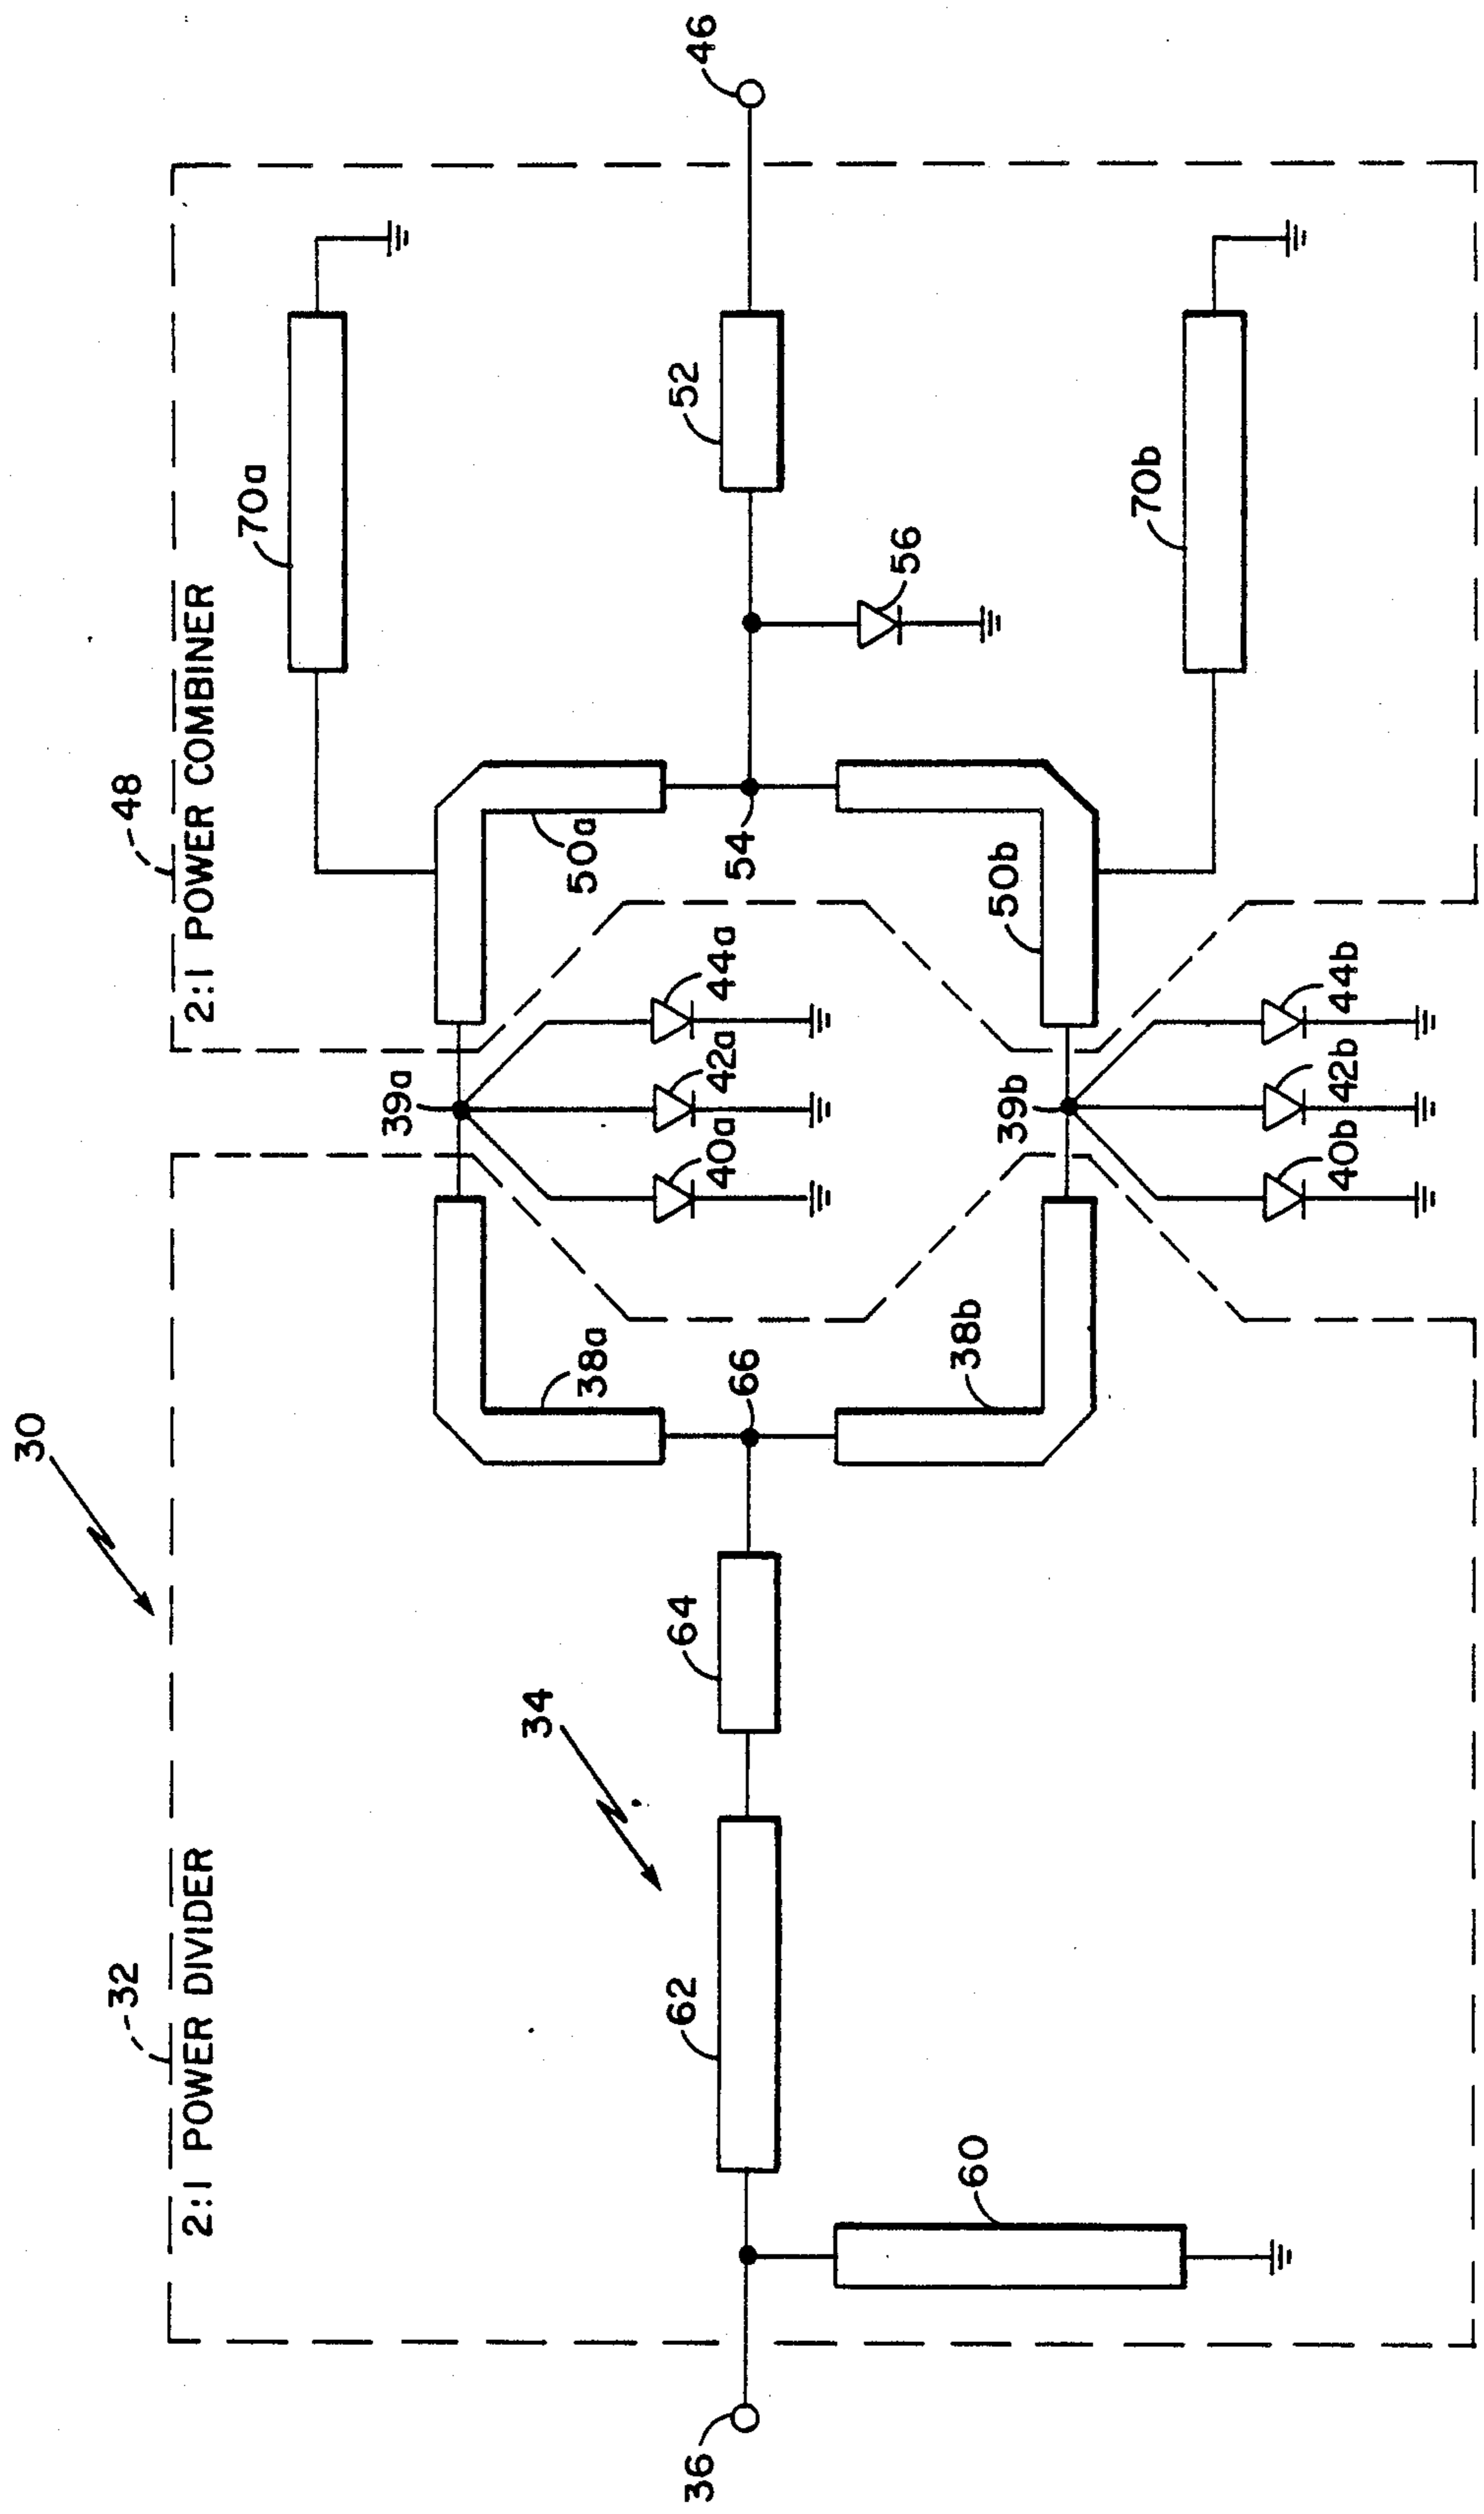 30
32
2:1 POWER DIVIDER
48
2:1 POWER COMBINER
70a
39a
34
38a
50a
40a
42a
44a
36
62
64
66
54
52
46
56
60
38b
39b
50b
70b
40b
42b
44b